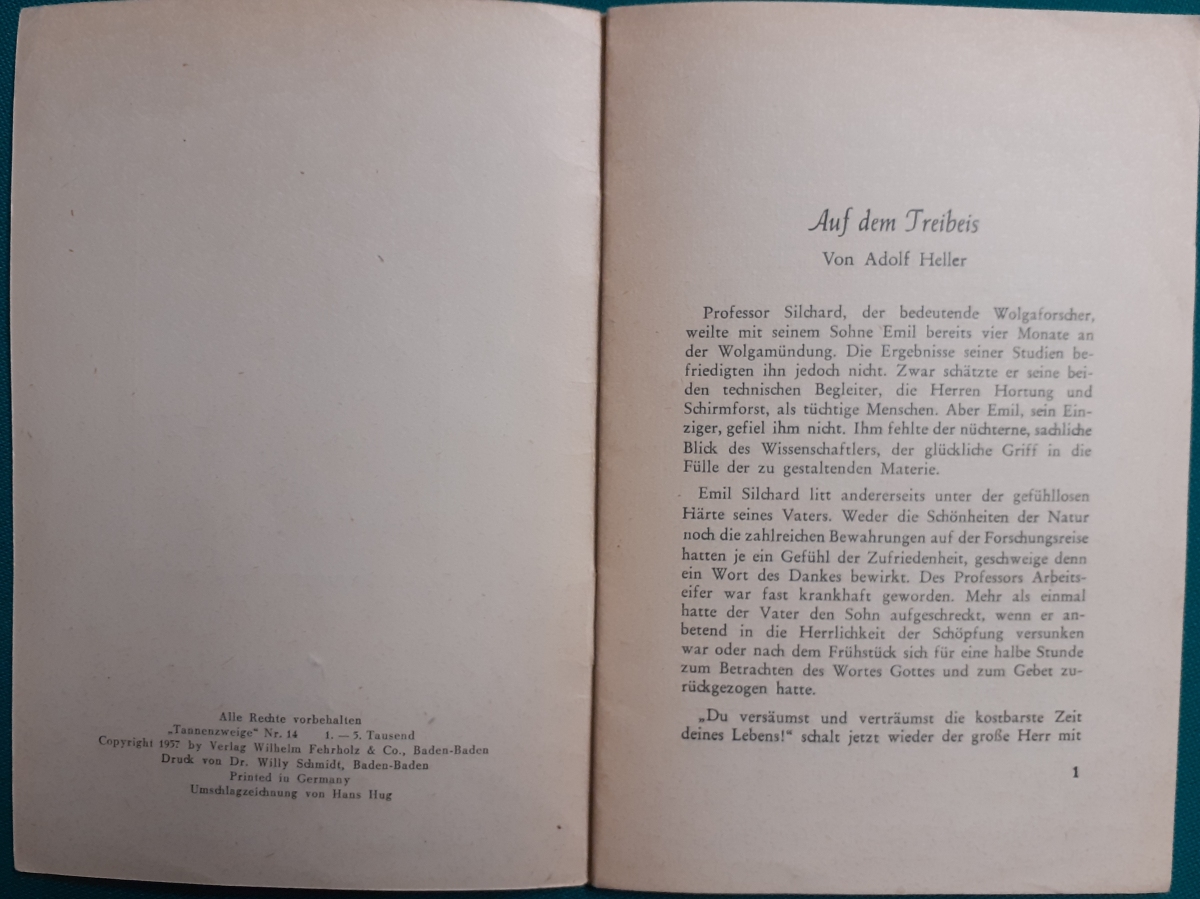 Alle Rechte vorbehalten
„Tannenzweige" Nr. 14 1. — 5. Tausend
Copyright 1957 by Verlag Wilhelm Fehrholz & Co., Baden-Baden
Druck von Dr. Willy Schmidt, Baden-Baden
Printed in Germany
Umschlagzeichnung von Hans Hug
Auf dem Treibeis
Von Adolf Heller
Professor Silchard, der bedeutende Wolgaforscher,
weilte mit seinem Sohne Emil bereits vier Monate an
der Wolgamündung. Die Ergebnisse seiner Studien be-
friedigten ihn jedoch nicht. Zwar schätzte er seine bei-
den technischen Begleiter, die Herren Hortung und
Schirmforst, als tüchtige Menschen. Aber Emil, sein Ein-
ziger, gefiel ihm nicht. Ihm fehlte der nüchterne, sachliche
Blick des Wissenschaftlers, der glückliche Griff in die
Fülle der zu gestaltenden Materie.
Emil Silchard litt andererseits unter der gefühllosen
Härte seines Vaters. Weder die Schönheiten der Natur
noch die zahlreichen Bewahrungen auf der Forschungsreise
hatten je ein Gefühl der Zufriedenheit, geschweige denn
ein Wort des Dankes bewirkt. Des Professors Arbeits-
eifer war fast krankhaft geworden. Mehr als einmal
hatte der Vater den Sohn aufgeschreckt, wenn er an-
betend in die Herrlichkeit der Schöpfung versunken
war oder nach dem Frühstück sich für eine halbe Stunde
zum Betrachten des Wortes Gottes und zum Gebet zu-
rückgezogen hatte.
„Du versäumst und verträumst die kostbarste Zeit
deines Lebens!" schalt jetzt wieder der große Herr mit
1